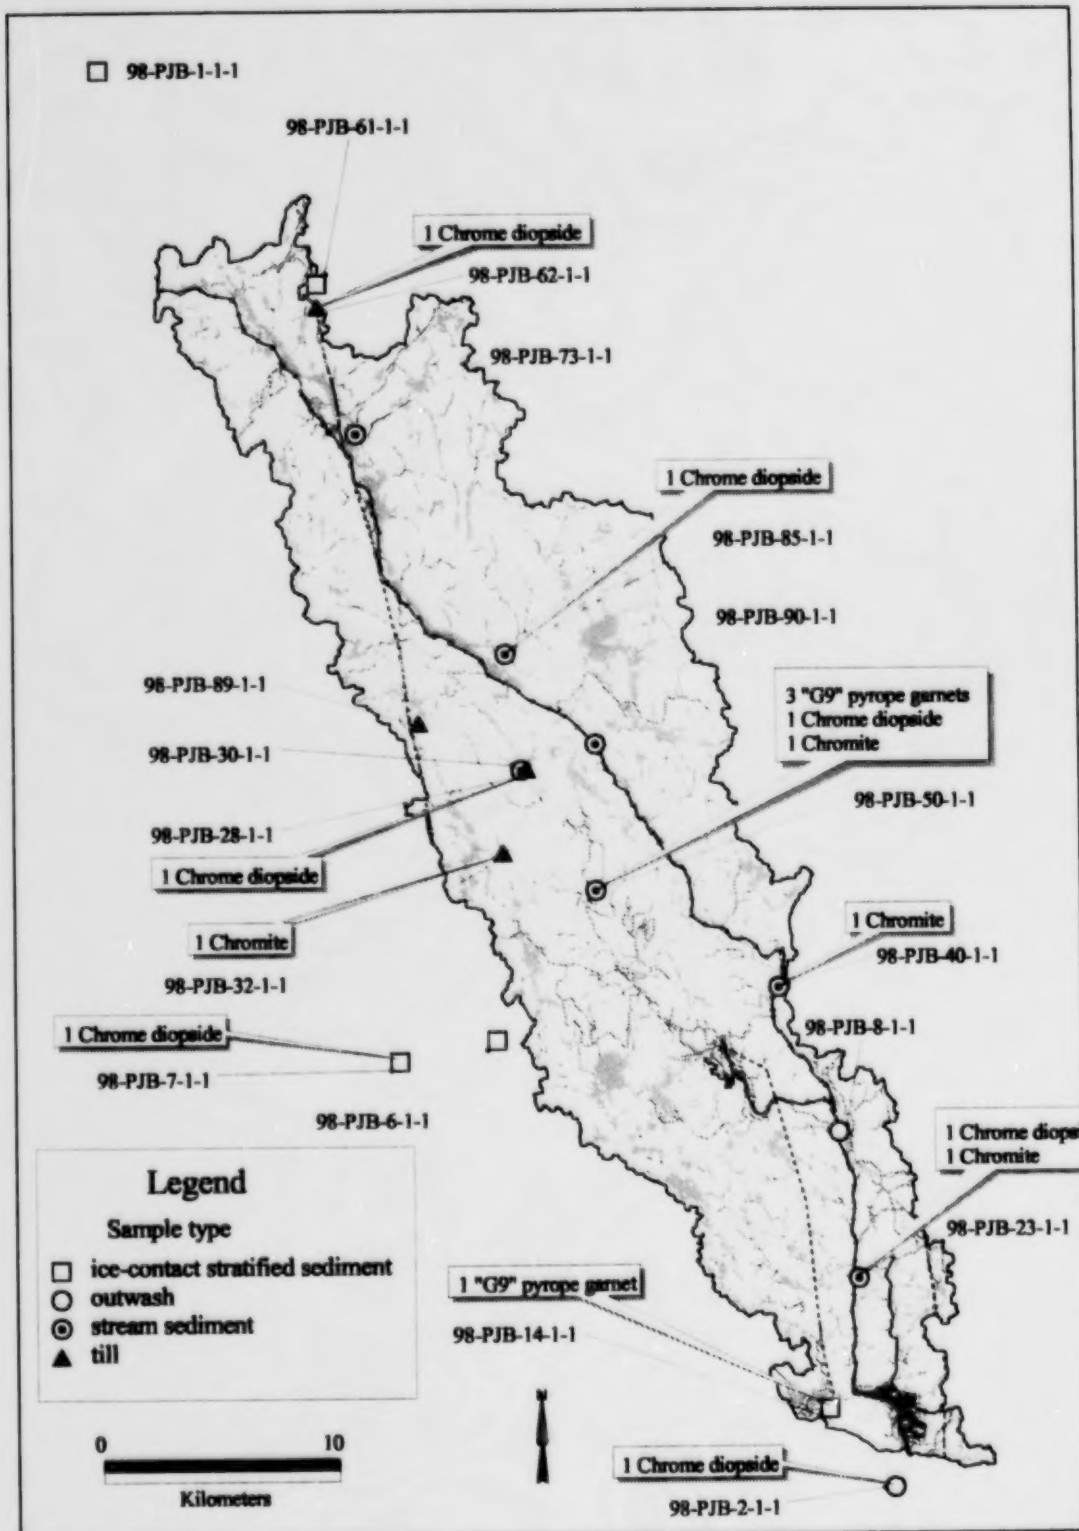 98-PJB-1-1-1
98-PJB-61-1-1
1 Chrome diopside
98-PJB-62-1-1
98-PJB-73-1-1
1 Chrome diopside
98-PJB-85-1-1
98-PJB-90-1-1
98-PJB-89-1-1
3 "G9" pyrope garnets
1 Chrome diopside
1 Chromite
98-PJB-30-1-1
98-PJB-50-1-1
98-PJB-28-1-1
1 Chrome diopside
1 Chromite
1 Chromite
98-PJB-40-1-1
98-PJB-32-1-1
1 Chrome diopside
98-PJB-8-1-1
98-PJB-7-1-1
98-PJB-6-1-1
1 Chrome diops
1 Chromite
98-PJB-23-1-1
Legend
Sample type
ice-contact stratified sediment
outwash
stream sediment
till
1 "G9" pyrope garnet
98-PJB-14-1-1
N
0 10
Kilometers
1 Chrome diopside
98-PJB-2-1-1